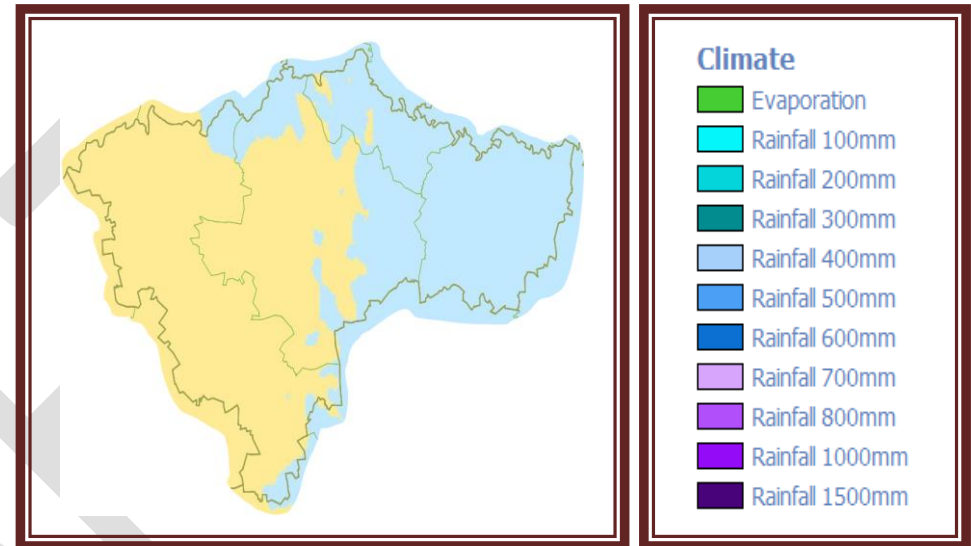 Climate
Evaporation
Rainfall 100mm
Rainfall 200mm
Rainfall 300mm
Rainfall 400mm
Rainfall 500mm
Rainfall 600mm
Rainfall 700mm
Rainfall 800mm
Rainfall 1000mm
Rainfall 1500mm